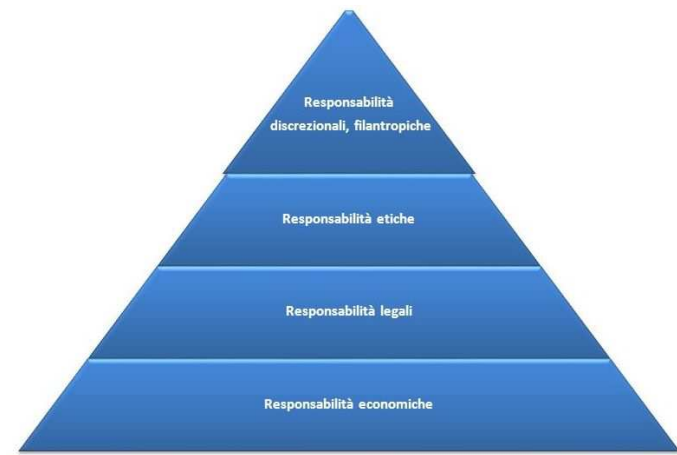 Responsabilità
discrezionali, filantropiche
Responsabilità etiche
Responsabilità legali
Responsabilità economiche